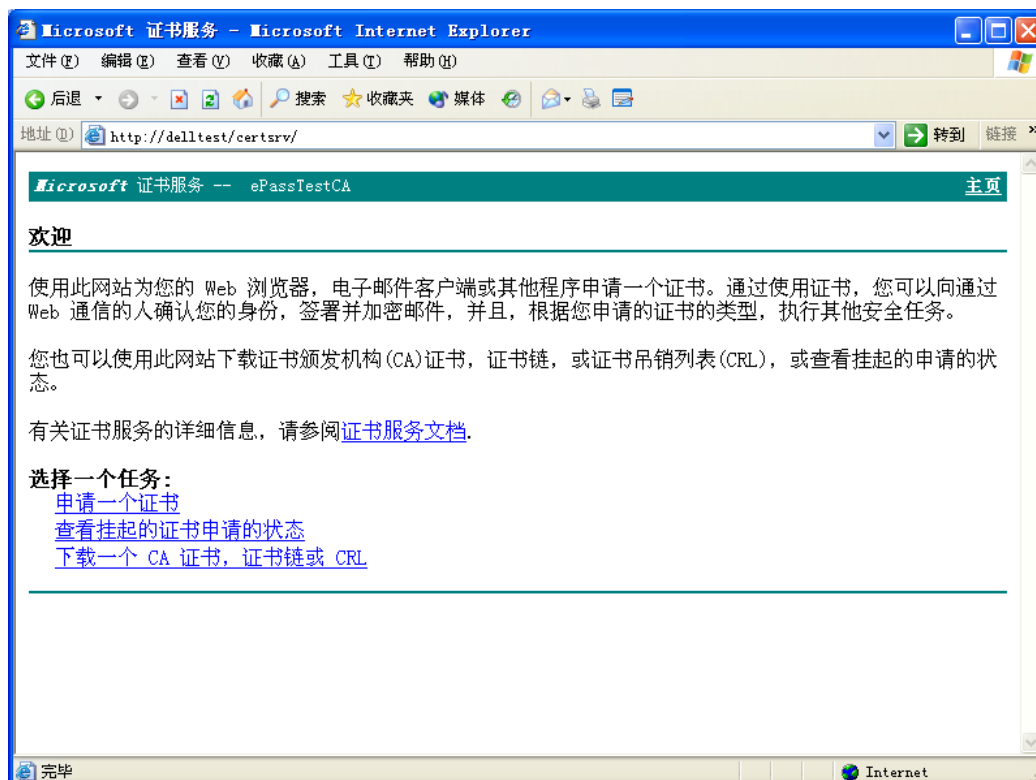 Microsoft 证书服务 - Microsoft Internet Explorer
文件(F) 编辑(E) 查看(V) 收藏(A) 工具(T) 帮助(H)
后退 搜索 收藏夹 媒体
地址(D) http://delltest/certsrv/ 转到 链接 »
Microsoft 证书服务 -- ePassTestCA 主页
欢迎
使用此网站为您的 Web 浏览器，电子邮件客户端或其他程序申请一个证书。通过使用证书，您可以向通过
Web 通信的人确认您的身份，签署并加密邮件，并且，根据您申请的证书的类型，执行其他安全任务。
您也可以使用此网站下载证书颁发机构(CA)证书，证书链，或证书吊销列表(CRL)，或查看挂起的申请的状
态。
有关证书服务的详细信息，请参阅证书服务文档.
选择一个任务:
申请一个证书
查看挂起的证书申请的状态
下载一个 CA 证书，证书链或 CRL
完毕 Internet